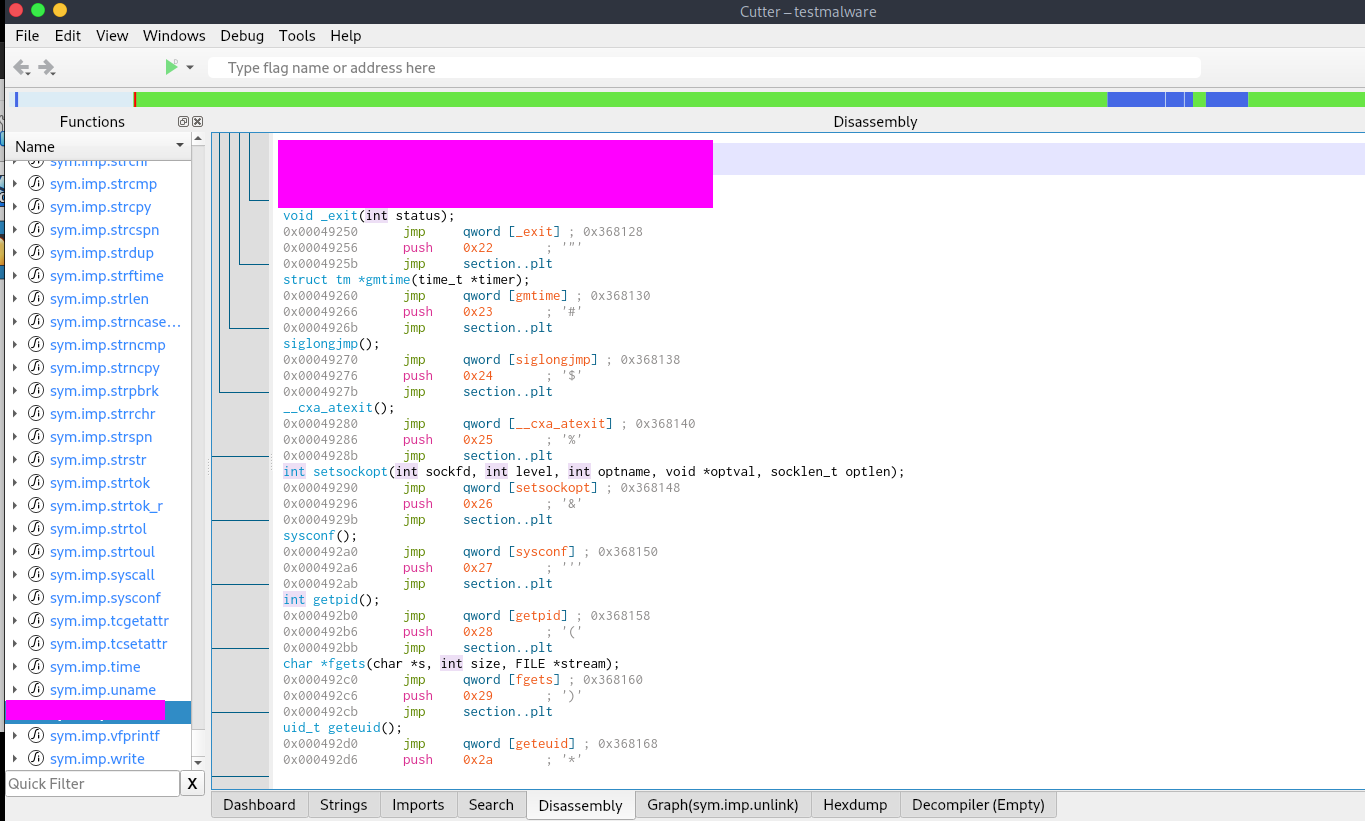 Cutter – testmalware
File Edit View Windows Debug Tools Help
Type flag name or address here
Functions
Disassembly
Name
sym.imp.strchr
sym.imp.strcmp
sym.imp.strcpy
sym.imp.strcspn
sym.imp.strdup
sym.imp.strftime
sym.imp.strlen
sym.imp.strncase…
sym.imp.strncmp
sym.imp.strncpy
sym.imp.strpbrk
sym.imp.strrchr
sym.imp.strspn
sym.imp.strstr
sym.imp.strtok
sym.imp.strtok_r
sym.imp.strtol
sym.imp.strtoul
sym.imp.syscall
sym.imp.sysconf
sym.imp.tcgetattr
sym.imp.tcsetattr
sym.imp.time
sym.imp.uname
sym.imp.vfprintf
sym.imp.write
Quick Filter X
void _exit(int status);
0x00049250 jmp qword [_exit] ; 0x368128
0x00049256 push 0x22 ; '"'
0x0004925b jmp section..plt
struct tm *gmtime(time_t *timer);
0x00049260 jmp qword [gmtime] ; 0x368130
0x00049266 push 0x23 ; '#'
0x0004926b jmp section..plt
siglongjmp();
0x00049270 jmp qword [siglongjmp] ; 0x368138
0x00049276 push 0x24 ; '$'
0x0004927b jmp section..plt
__cxa_atexit();
0x00049280 jmp qword [__cxa_atexit] ; 0x368140
0x00049286 push 0x25 ; '%'
0x0004928b jmp section..plt
int setsockopt(int sockfd, int level, int optname, void *optval, socklen_t optlen);
0x00049290 jmp qword [setsockopt] ; 0x368148
0x00049296 push 0x26 ; '&'
0x0004929b jmp section..plt
sysconf();
0x000492a0 jmp qword [sysconf] ; 0x368150
0x000492a6 push 0x27 ; '''
0x000492ab jmp section..plt
int getpid();
0x000492b0 jmp qword [getpid] ; 0x368158
0x000492b6 push 0x28 ; '('
0x000492bb jmp section..plt
char *fgets(char *s, int size, FILE *stream);
0x000492c0 jmp qword [fgets] ; 0x368160
0x000492c6 push 0x29 ; ')'
0x000492cb jmp section..plt
uid_t geteuid();
0x000492d0 jmp qword [geteuid] ; 0x368168
0x000492d6 push 0x2a ; '*'
Dashboard Strings Imports Search Disassembly Graph(sym.imp.unlink) Hexdump Decompiler (Empty)